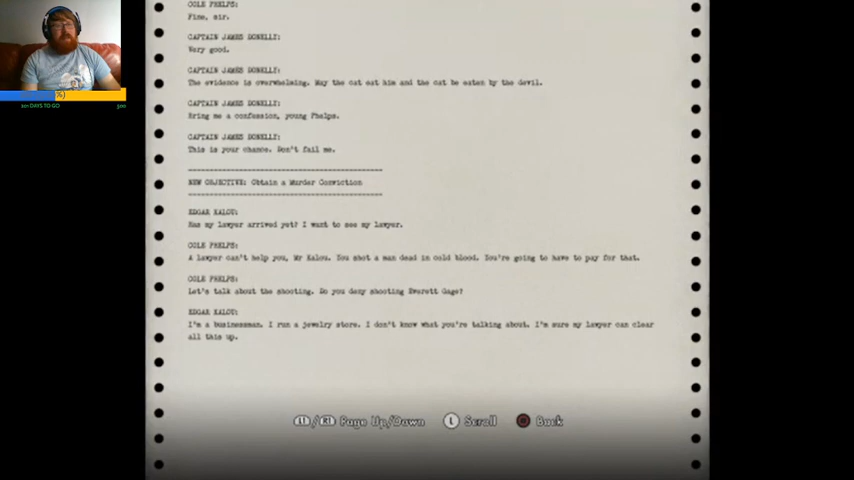 COLE PHELPS:
Fine, sir.
CAPTAIN JAMES DONELLY:
Very good.
CAPTAIN JAMES DONELLY:
The evidence is overwhelming. May the cat eat him and the cat be eaten by the devil.
CAPTAIN JAMES DONELLY:
Bring me a confession, young Phelps.
CAPTAIN JAMES DONELLY:
This is your chance. Don't fail me.
NEW OBJECTIVE: Obtain a Murder Conviction
EDGAR KALOU:
Has my lawyer arrived yet? I want to see my lawyer.
COLE PHELPS:
A lawyer can't help you, Mr Kalou. You shot a man dead in cold blood. You're going to have to pay for that.
COLE PHELPS:
Let's talk about the shooting. Do you deny shooting Everett Gage?
EDGAR KALOU:
I'm a businessman. I run a jewelry store. I don't know what you're talking about. I'm sure my lawyer can clear
all this up.
L1/R1 Page Up/Down L Scroll Back
DAYS TO GO